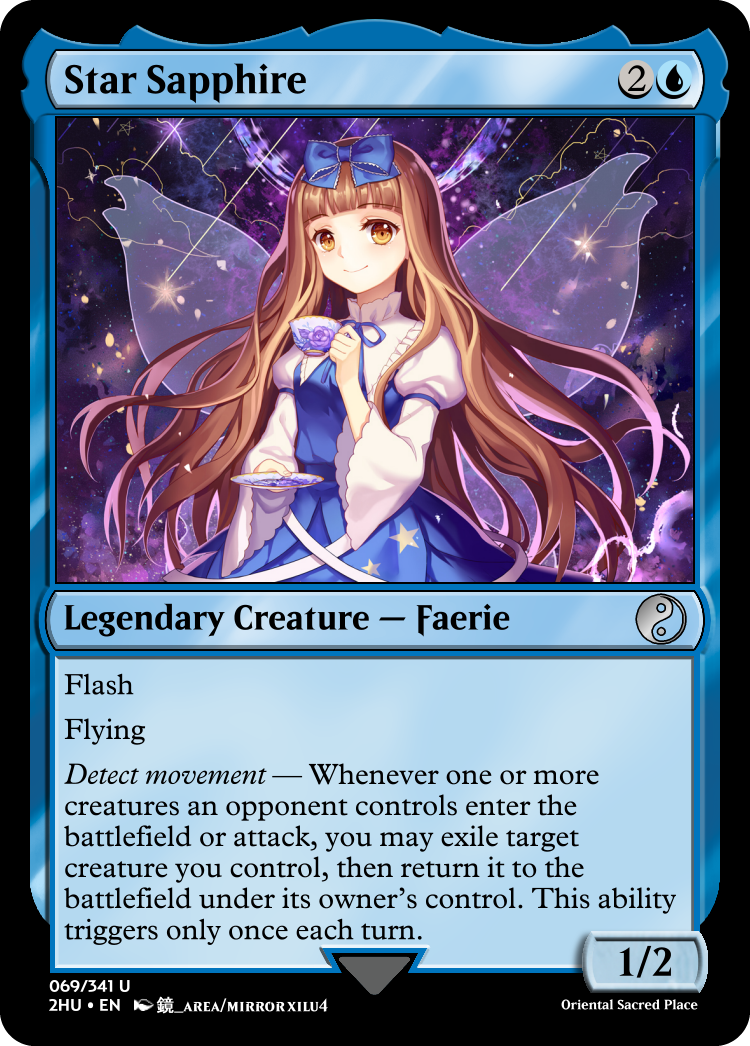 Star Sapphire 2
Legendary Creature — Faerie
Flash
Flying
Detect movement — Whenever one or more
creatures an opponent controls enter the
battlefield or attack, you may exile target
creature you control, then return it to the
battlefield under its owner's control. This ability
triggers only once each turn.
1/2
069/341 U
2HU • EN 鏡_AREA/MIRRORXILU4
Oriental Sacred Place